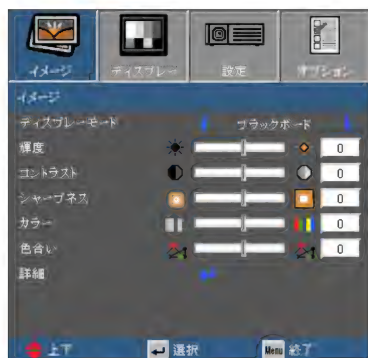 イメージ ディスプレー 設定 オプション
イメージ
ディスプレーモード ブラックボード
輝度 0
コントラスト 0
シャープネス 0
カラー 0
色合い 0
詳細
上下 選択 Menu 終了